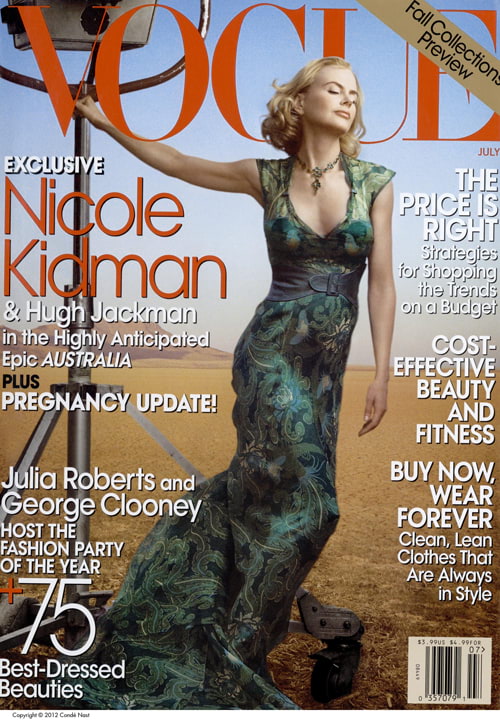 VOGUE
Fall Collections
Preview
JULY
EXCLUSIVE
Nicole
Kidman
& Hugh Jackman
in the Highly Anticipated
Epic AUSTRALIA
PLUS
PREGNANCY UPDATE!
Julia Roberts and
George Clooney
HOST THE
FASHION PARTY
OF THE YEAR
+75
Best-Dressed
Beauties
THE
PRICE IS
RIGHT
Strategies
for Shopping
the Trends
on a Budget
COST-
EFFECTIVE
BEAUTY
AND
FITNESS
BUY NOW,
WEAR
FOREVER
Clean, Lean
Clothes That
Are Always
in Style
$3.99US $4.99FOR
07>
0 357079 1
Copyright © 2012 Condé Nast